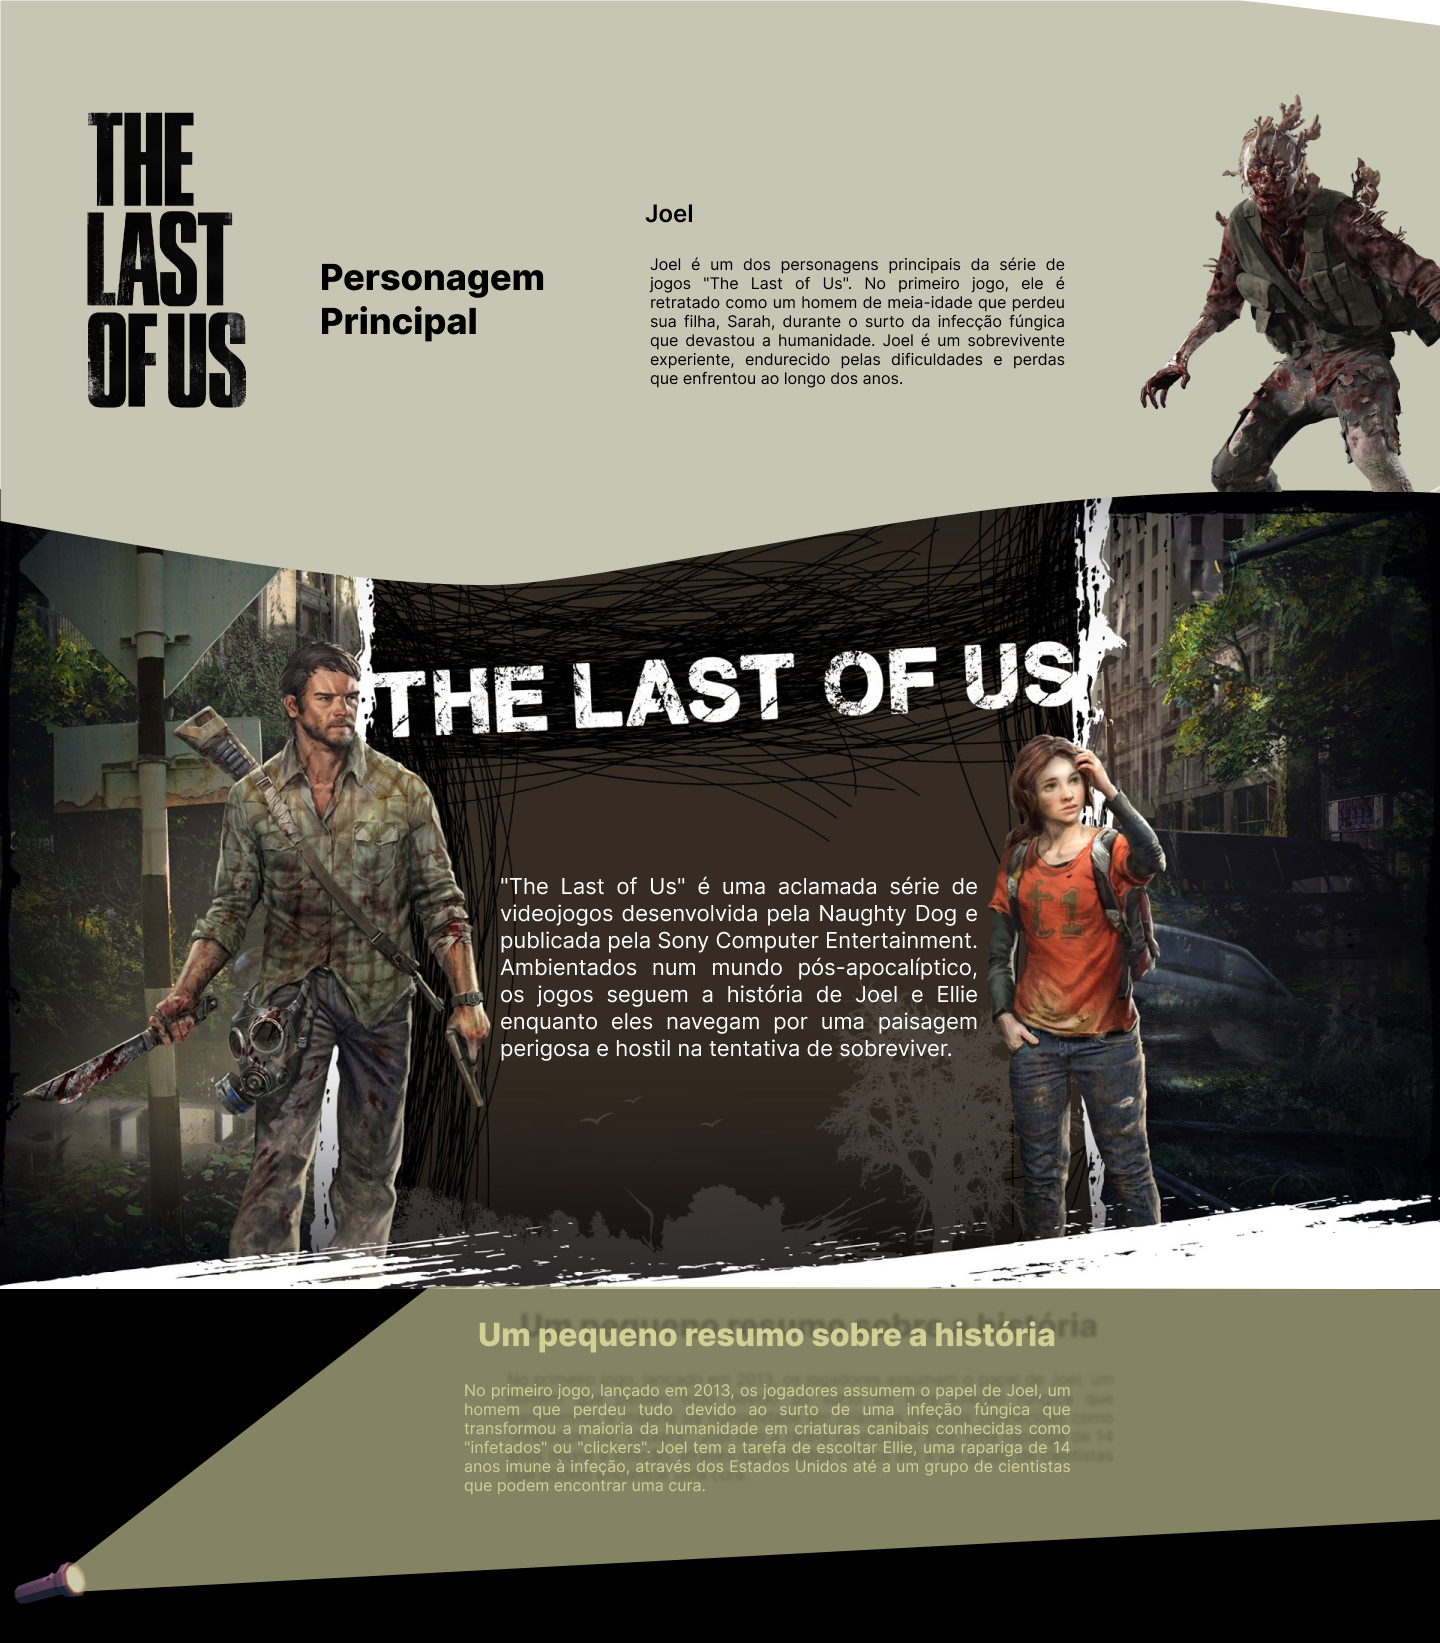 THE
LAST
OF US
Personagem
Principal
Joel
Joel é um dos personagens principais da série de
jogos "The Last of Us". No primeiro jogo, ele é
retratado como um homem de meia-idade que perdeu
sua filha, Sarah, durante o surto da infecção fúngica
que devastou a humanidade. Joel é um sobrevivente
experiente, endurecido pelas dificuldades e perdas
que enfrentou ao longo dos anos.
THE LAST OF US
t1
"The Last of Us" é uma aclamada série de
videojogos desenvolvida pela Naughty Dog e
publicada pela Sony Computer Entertainment.
Ambientados num mundo pós-apocalíptico,
os jogos seguem a história de Joel e Ellie
enquanto eles navegam por uma paisagem
perigosa e hostil na tentativa de sobreviver.
Um pequeno resumo sobre a história
No primeiro jogo, lançado em 2013, os jogadores assumem o papel de Joel, um
homem que perdeu tudo devido ao surto de uma infeção fúngica que
transformou a maioria da humanidade em criaturas canibais conhecidas como
"infetados" ou "clickers". Joel tem a tarefa de escoltar Ellie, uma rapariga de 14
anos imune à infeção, através dos Estados Unidos até a um grupo de cientistas
que podem encontrar uma cura.